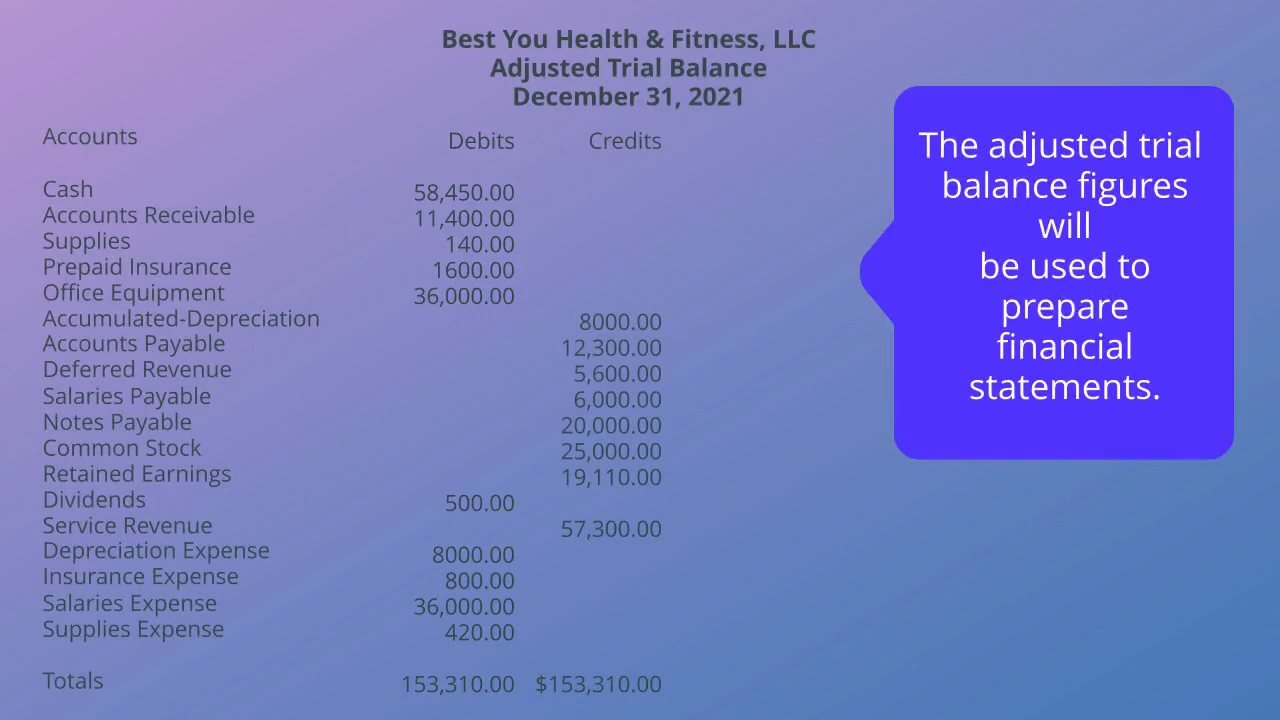 Best You Health & Fitness, LLC
Adjusted Trial Balance
December 31, 2021
Accounts Debits Credits
Cash 58,450.00
Accounts Receivable 11,400.00
Supplies 140.00
Prepaid Insurance 1600.00
Office Equipment 36,000.00
Accumulated-Depreciation 8000.00
Accounts Payable 12,300.00
Deferred Revenue 5,600.00
Salaries Payable 6,000.00
Notes Payable 20,000.00
Common Stock 25,000.00
Retained Earnings 19,110.00
Dividends 500.00
Service Revenue 57,300.00
Depreciation Expense 8000.00
Insurance Expense 800.00
Salaries Expense 36,000.00
Supplies Expense 420.00
Totals 153,310.00 $153,310.00
The adjusted trial
balance figures
will
be used to
prepare
financial
statements.